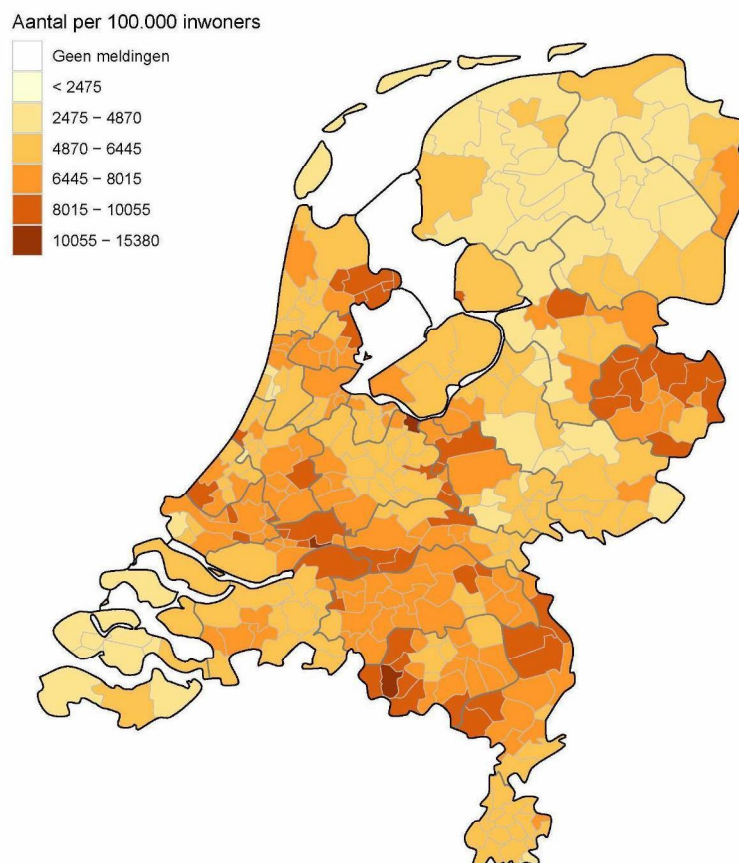 Aantal per 100.000 inwoners
Geen meldingen
< 2475
2475 – 4870
4870 – 6445
6445 – 8015
8015 – 10055
10055 – 15380